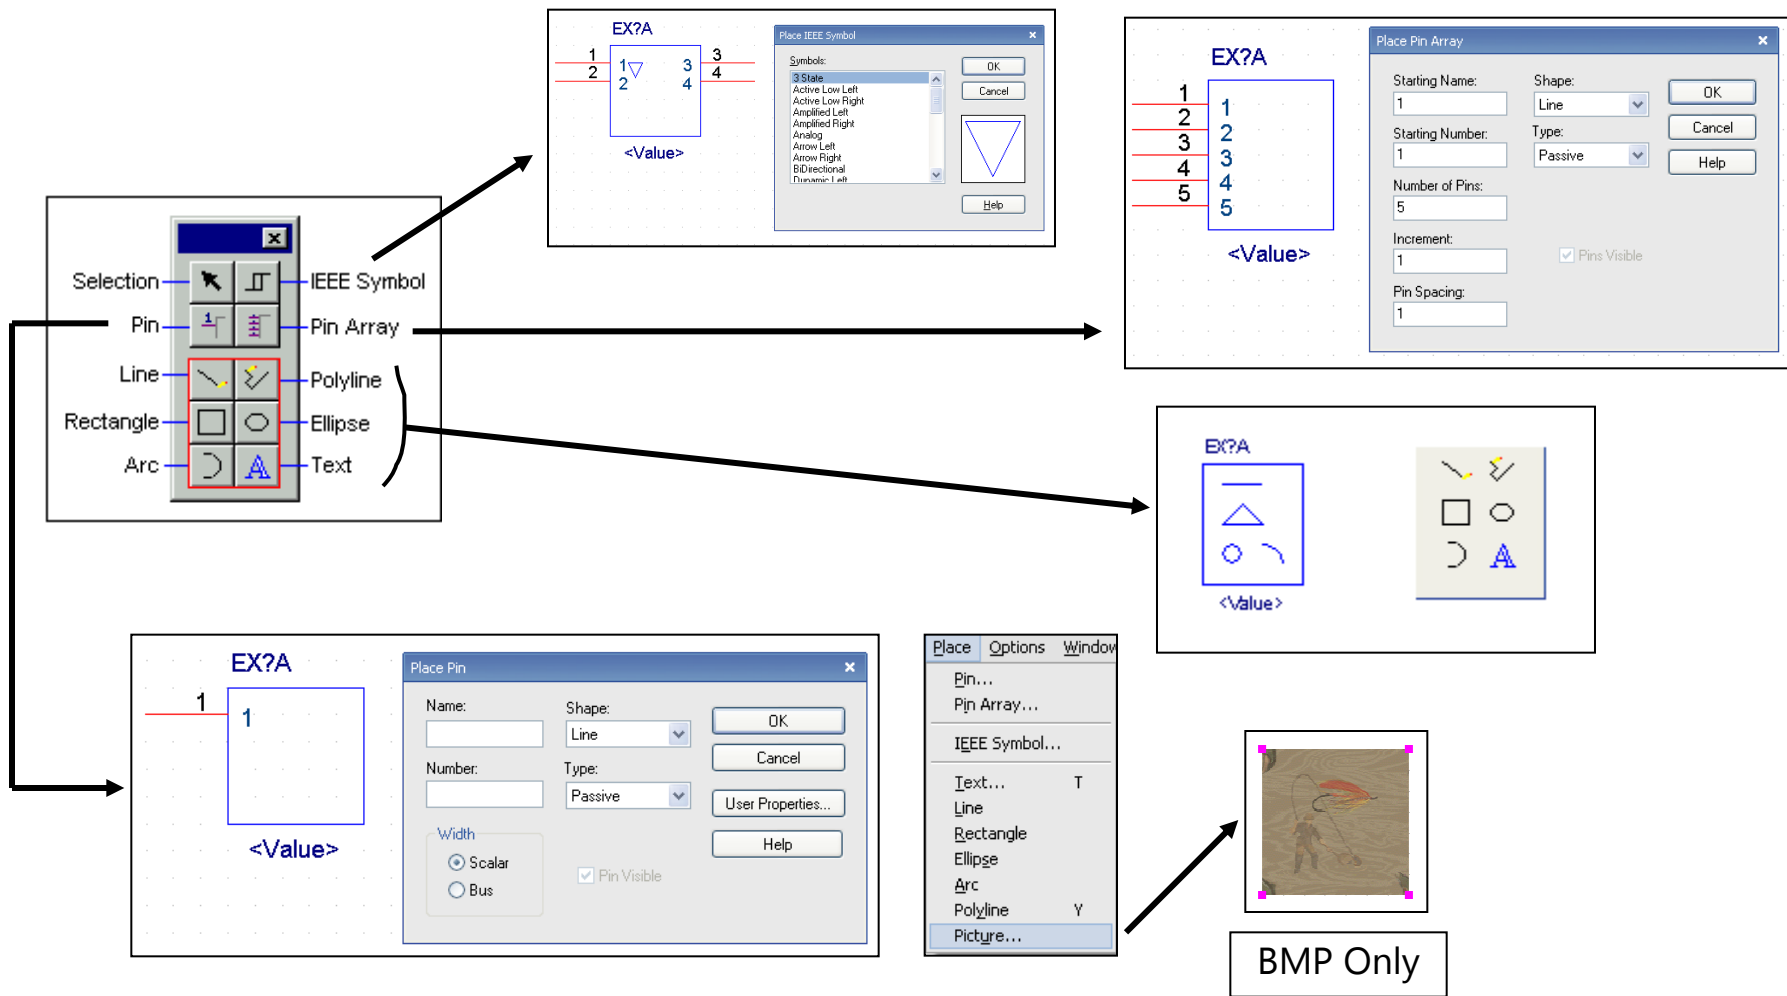 EX?A
1
2
1
2
3
4
3
4
<Value>
Place IEEE Symbol
Symbols:
3 State
Active Low Left
Active Low Right
Amplified Left
Amplified Right
Analog
Arrow Left
Arrow Right
BiDirectional
Dynamic Left
OK
Cancel
Help
EX?A
1
2
3
4
5
1
2
3
4
5
<Value>
Place Pin Array
Starting Name:
1
Starting Number:
1
Number of Pins:
5
Increment:
1
Pin Spacing:
1
Shape:
Line
Type:
Passive
Pins Visible
OK
Cancel
Help
Selection
IEEE Symbol
Pin
1
Pin Array
Line
Polyline
Rectangle
Ellipse
Arc
A
Text
EX?A
<Value>
A
EX?A
1
1
<Value>
Place Pin
Name:
Number:
Width
Scalar
Bus
Shape:
Line
Type:
Passive
Pin Visible
OK
Cancel
User Properties...
Help
Place Options Window
Pin...
Pin Array...
IEEE Symbol...
Text... T
Line
Rectangle
Ellipse
Arc
Polyline Y
Picture...
BMP Only